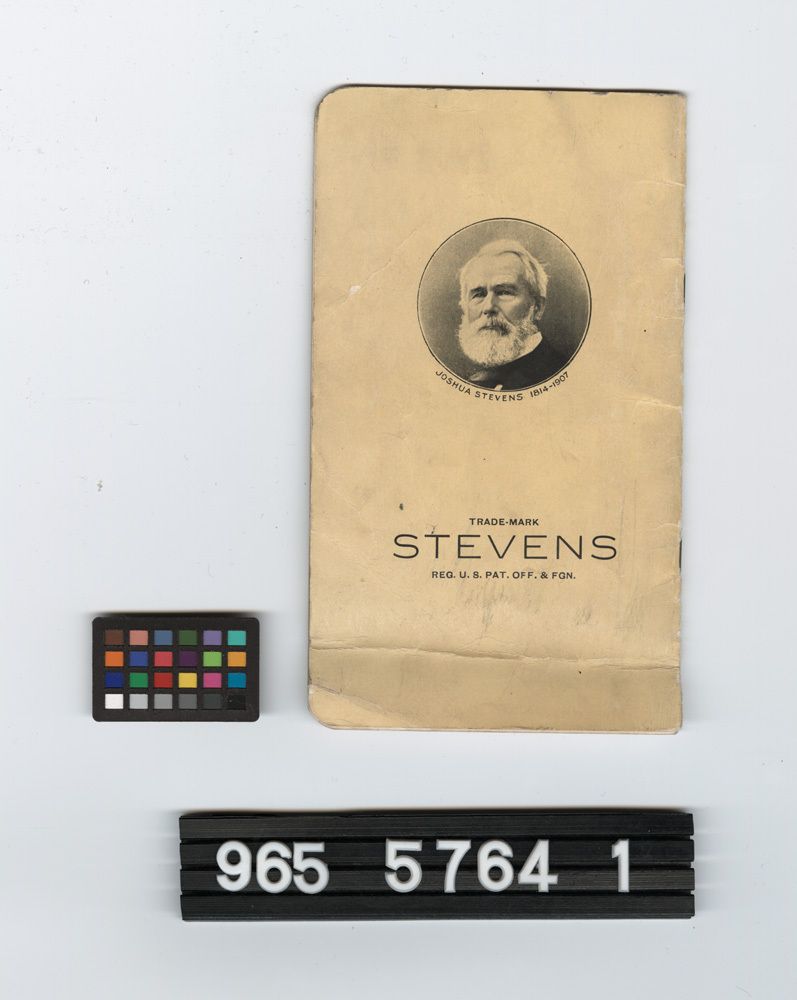 JOSHUA STEVENS 1814-1907
TRADE-MARK
STEVENS
REG. U. S. PAT. OFF. & FGN.
965 5764 1